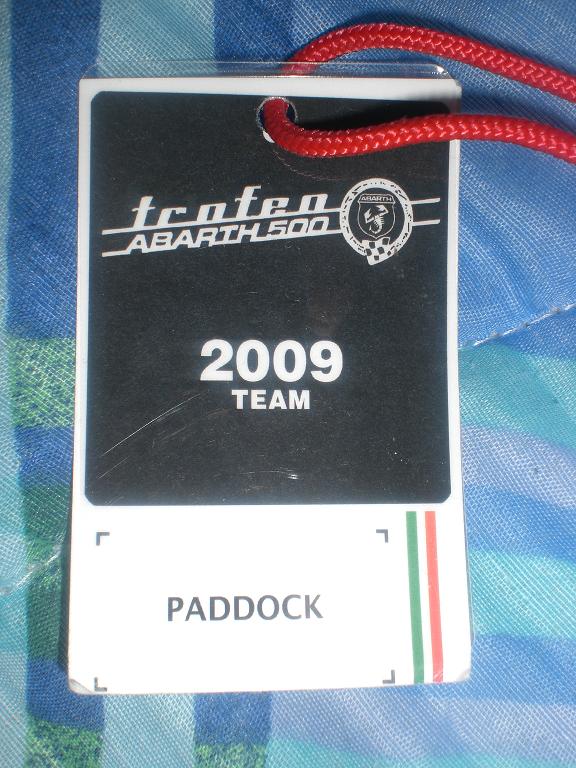 trofeo
ABARTH 500
ABARTH
2009
TEAM
PADDOCK